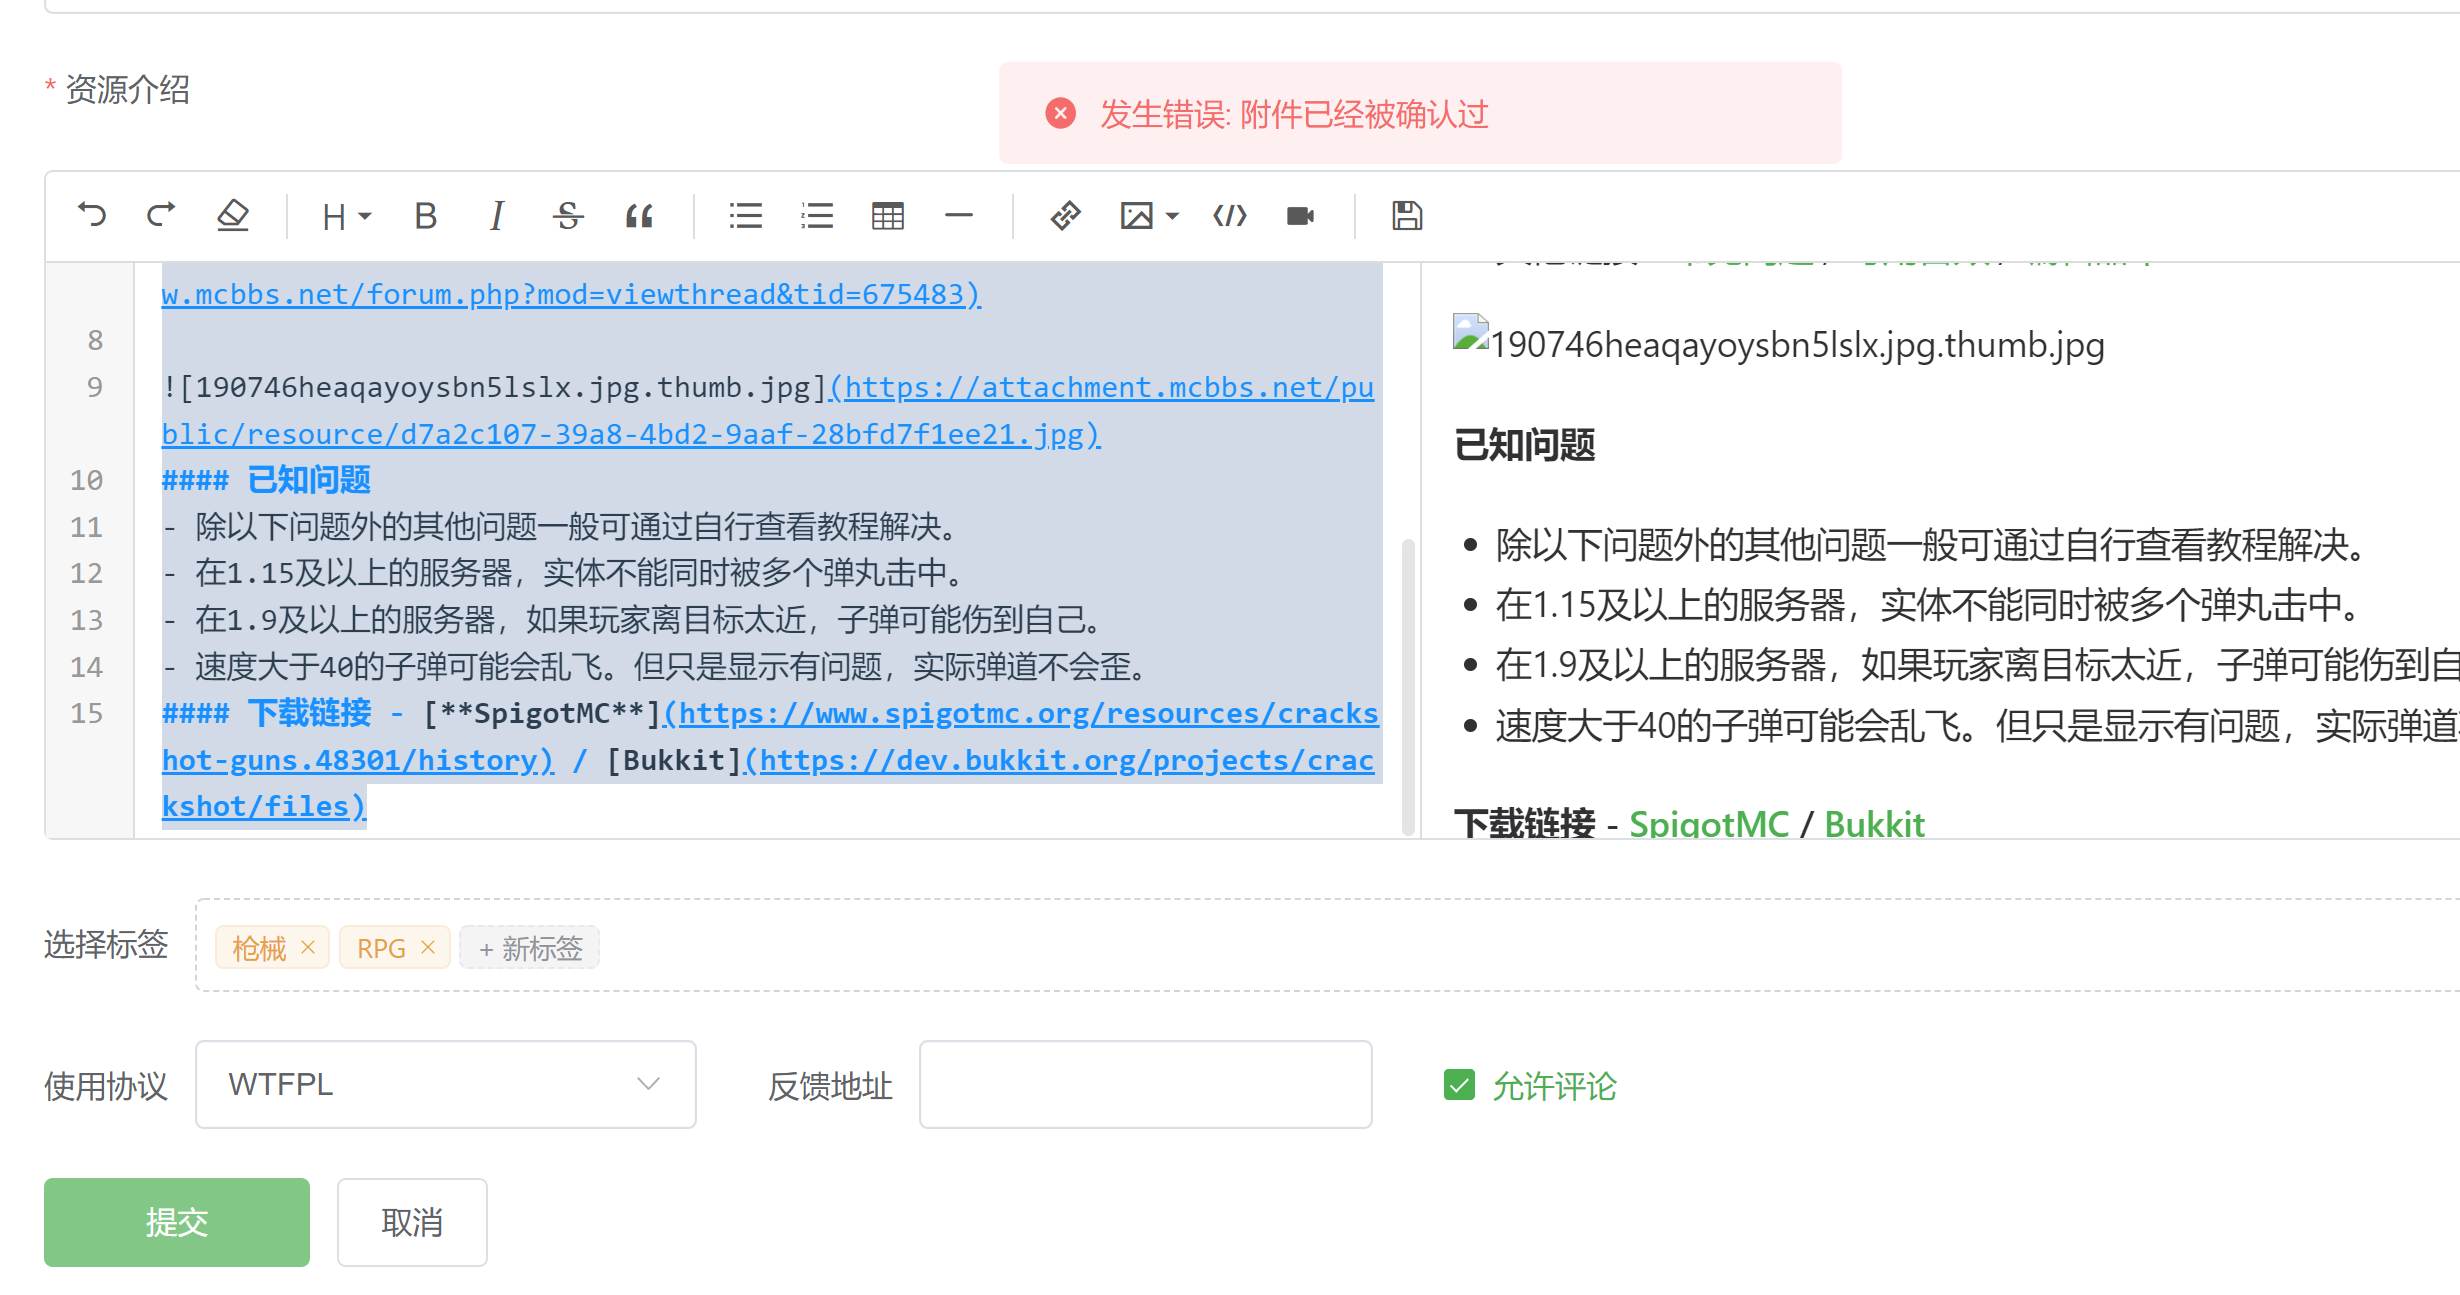 * 资源介绍
发生错误: 附件已经被确认过
H B I S
w.mcbbs.net/forum.php?mod=viewthread&tid=675483)
8
9 ![190746heaqayoysbn5lslx.jpg.thumb.jpg](https://attachment.mcbbs.net/pu
blic/resource/d7a2c107-39a8-4bd2-9aaf-28bfd7f1ee21.jpg)
10 #### 已知问题
11 - 除以下问题外的其他问题一般可通过自行查看教程解决。
12 - 在1.15及以上的服务器，实体不能同时被多个弹丸击中。
13 - 在1.9及以上的服务器，如果玩家离目标太近，子弹可能伤到自己。
14 - 速度大于40的子弹可能会乱飞。但只是显示有问题，实际弹道不会歪。
15 #### 下载链接 - [**SpigotMC**](https://www.spigotmc.org/resources/cracks
hot-guns.48301/history) / [Bukkit](https://dev.bukkit.org/projects/crac
kshot/files)
190746heaqayoysbn5lslx.jpg.thumb.jpg
已知问题
• 除以下问题外的其他问题一般可通过自行查看教程解决。
• 在1.15及以上的服务器，实体不能同时被多个弹丸击中。
• 在1.9及以上的服务器，如果玩家离目标太近，子弹可能伤到自
• 速度大于40的子弹可能会乱飞。但只是显示有问题，实际弹道
下载链接 - SpigotMC / Bukkit
选择标签 枪械 × RPG × + 新标签
使用协议 WTFPL 反馈地址 允许评论
提交 取消